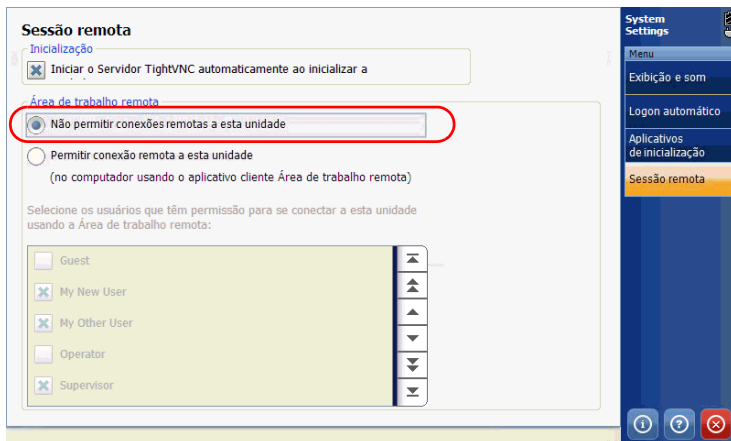 Sessão remota
Inicialização
Iniciar o Servidor TightVNC automaticamente ao inicializar a
Área de trabalho remota
Não permitir conexões remotas a esta unidade
Permitir conexão remota a esta unidade
(no computador usando o aplicativo cliente Área de trabalho remota)
Selecione os usuários que têm permissão para se conectar a esta unidade
usando a Área de trabalho remota:
Guest
My New User
My Other User
Operator
Supervisor
System
Settings
Menu
Exibição e som
Logon automático
Aplicativos
de inicialização
Sessão remota